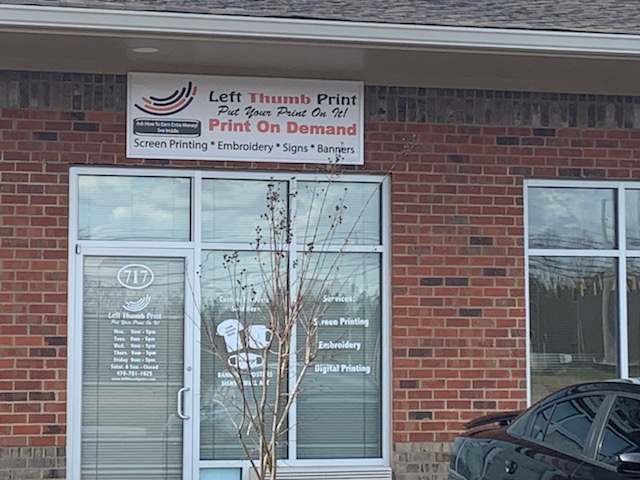 Left Thumb Print
Put Your Print On It!
Ask How To Earn Extra Money!
See Inside.
Print On Demand
Screen Printing * Embroidery * Signs * Banners
717
Left Thumb Print
Put Your Print On It!
Mon. 9am - 5pm
Tues. 9am - 5pm
Wed. 9am - 5pm
Thurs. 9am - 5pm
Friday 9am - 5pm
Satur. & Sun. - Closed
Services:
Screen Printing
Embroidery
Digital Printing